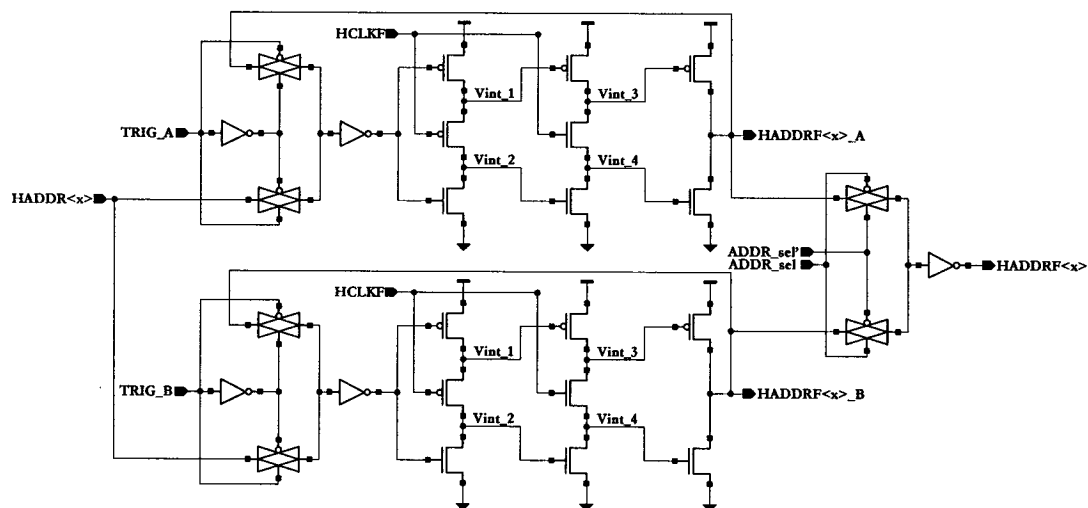 HCLKF
Vint_1
Vint_3
TRIG_A
HADDRF<x>_A
Vint_2
Vint_4
HADDR<x>
ADDR_sel'
ADDR_sel
HADDRF<x>
HCLKF
Vint_1
Vint_3
TRIG_B
HADDRF<x>_B
Vint_2
Vint_4